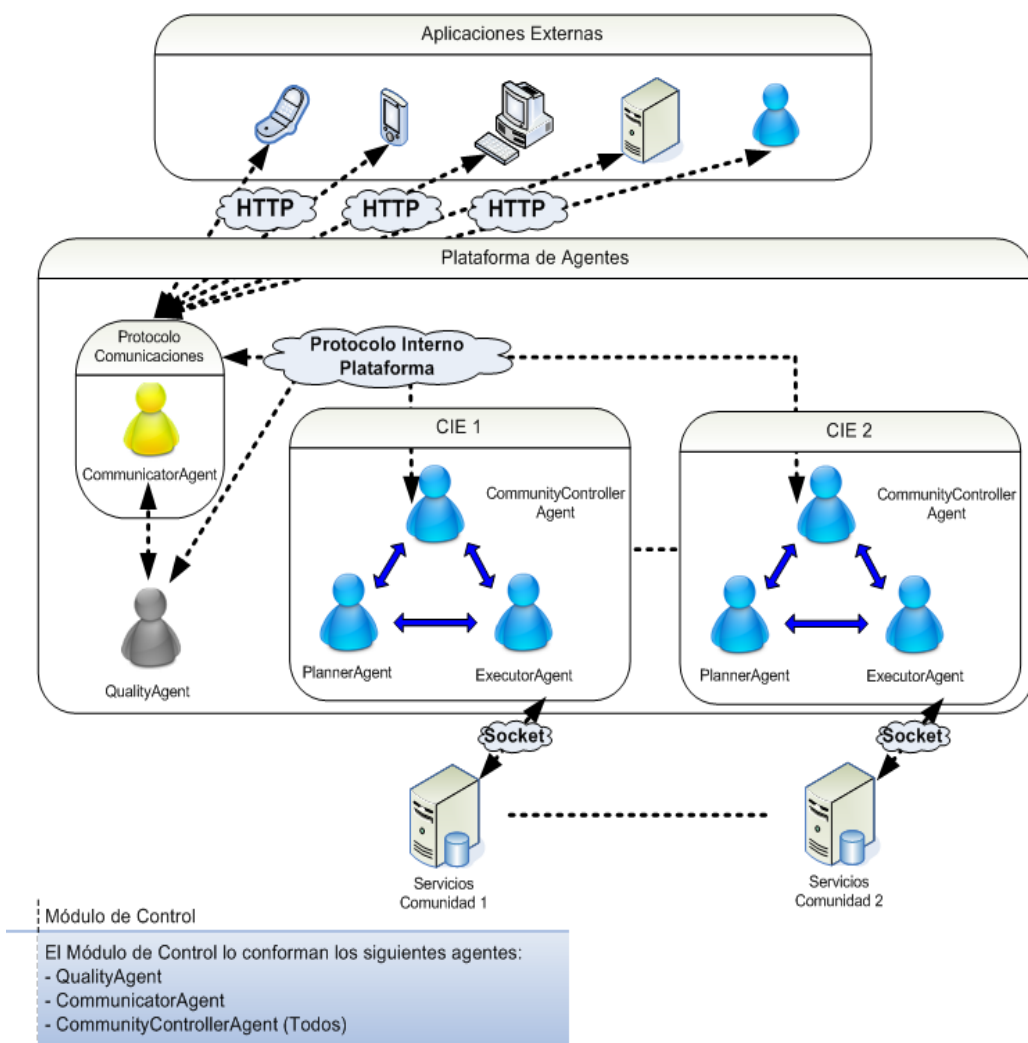 Aplicaciones Externas
HTTP
HTTP
HTTP
Plataforma de Agentes
Protocolo
Comunicaciones
CommunicatorAgent
Protocolo Interno
Plataforma
QualityAgent
CIE 1
CommunityController
Agent
PlannerAgent
ExecutorAgent
CIE 2
CommunityController
Agent
PlannerAgent
ExecutorAgent
Socket
Socket
Servicios
Comunidad 1
Servicios
Comunidad 2
Módulo de Control
El Módulo de Control lo conforman los siguientes agentes:
- QualityAgent
- CommunicatorAgent
- CommunityControllerAgent (Todos)